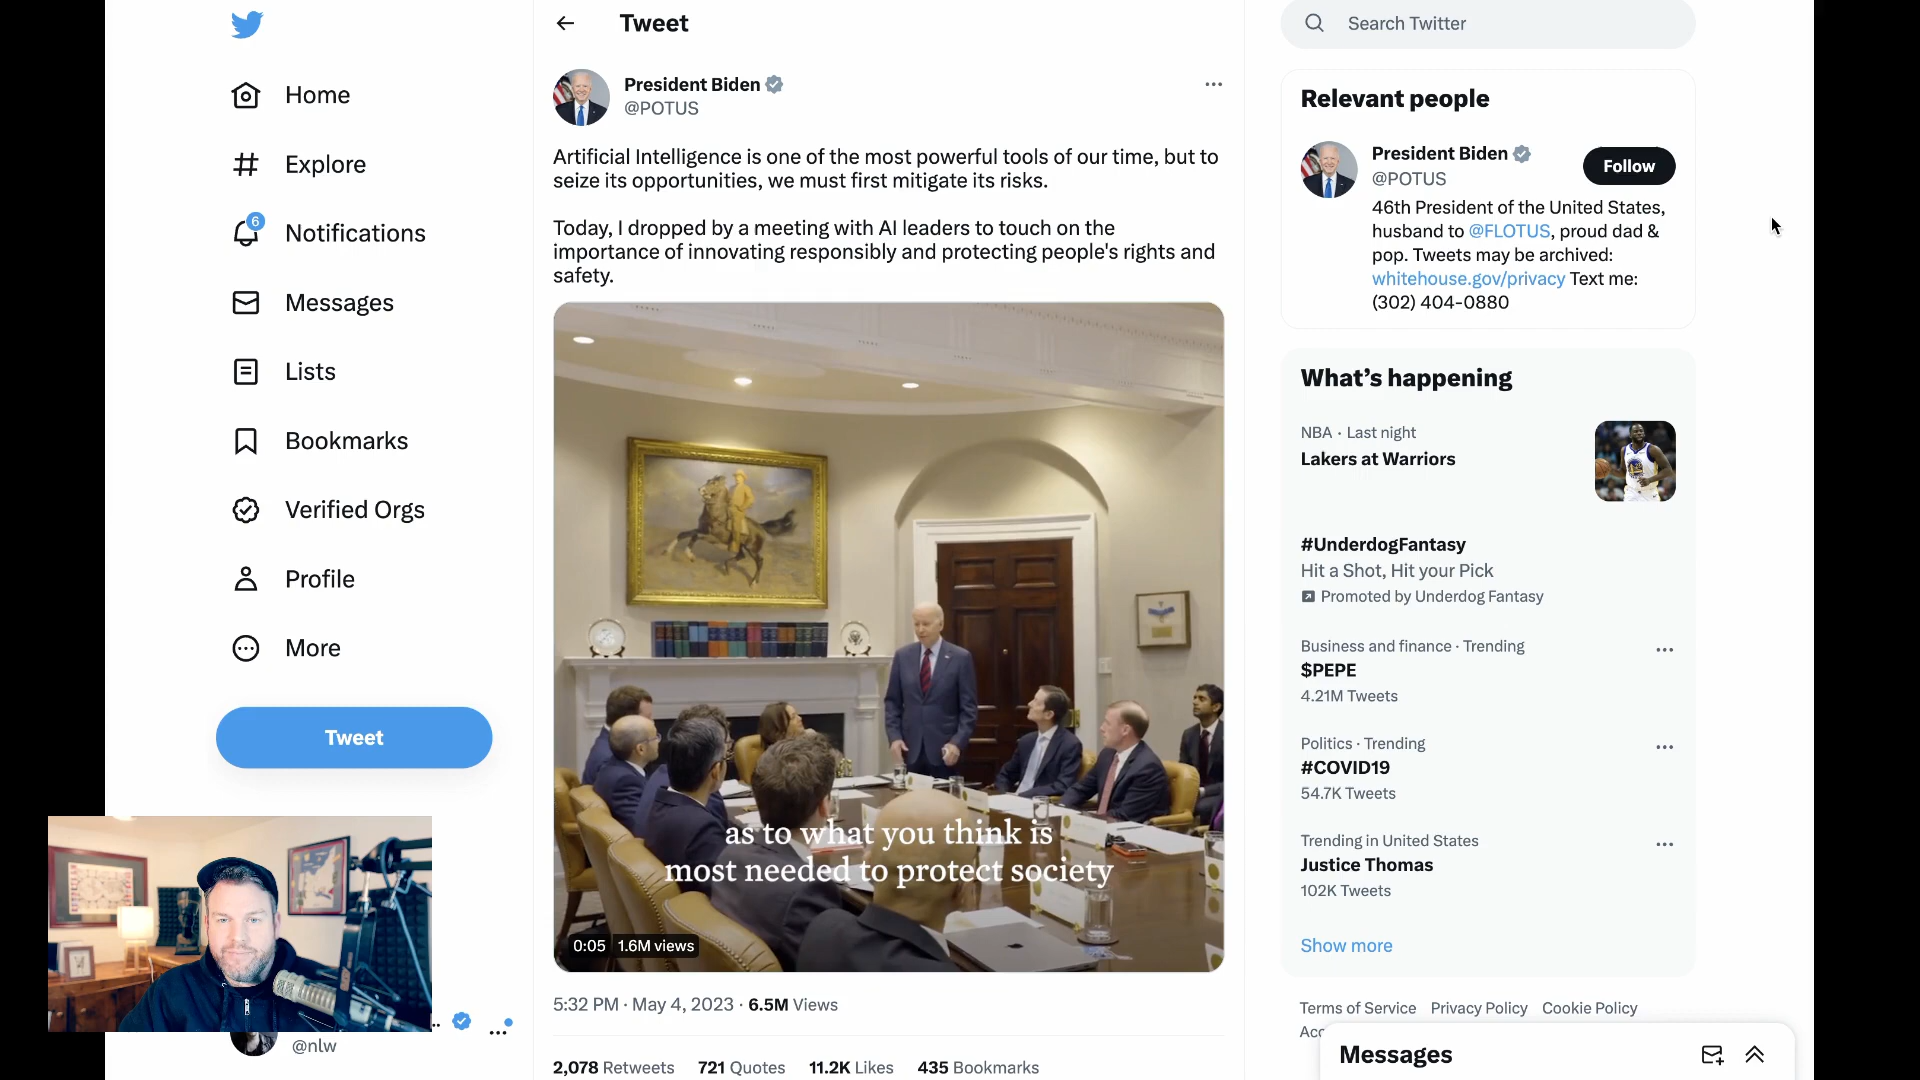 Home
Explore
6
Notifications
Messages
Lists
Bookmarks
Verified Orgs
Profile
More
Tweet
@nlw
Tweet
President Biden
@POTUS
Artificial Intelligence is one of the most powerful tools of our time, but to
seize its opportunities, we must first mitigate its risks.
Today, I dropped by a meeting with AI leaders to touch on the
importance of innovating responsibly and protecting people's rights and
safety.
as to what you think is
most needed to protect society
0:05 1.6M views
5:32 PM · May 4, 2023 · 6.5M Views
2,078 Retweets 721 Quotes 11.2K Likes 435 Bookmarks
Search Twitter
Relevant people
President Biden
@POTUS
Follow
46th President of the United States,
husband to @FLOTUS, proud dad &
pop. Tweets may be archived:
whitehouse.gov/privacy Text me:
(302) 404-0880
What's happening
NBA · Last night
Lakers at Warriors
#UnderdogFantasy
Hit a Shot, Hit your Pick
Promoted by Underdog Fantasy
Business and finance · Trending
$PEPE
4.21M Tweets
Politics · Trending
#COVID19
54.7K Tweets
Trending in United States
Justice Thomas
102K Tweets
Show more
Terms of Service Privacy Policy Cookie Policy
Messages